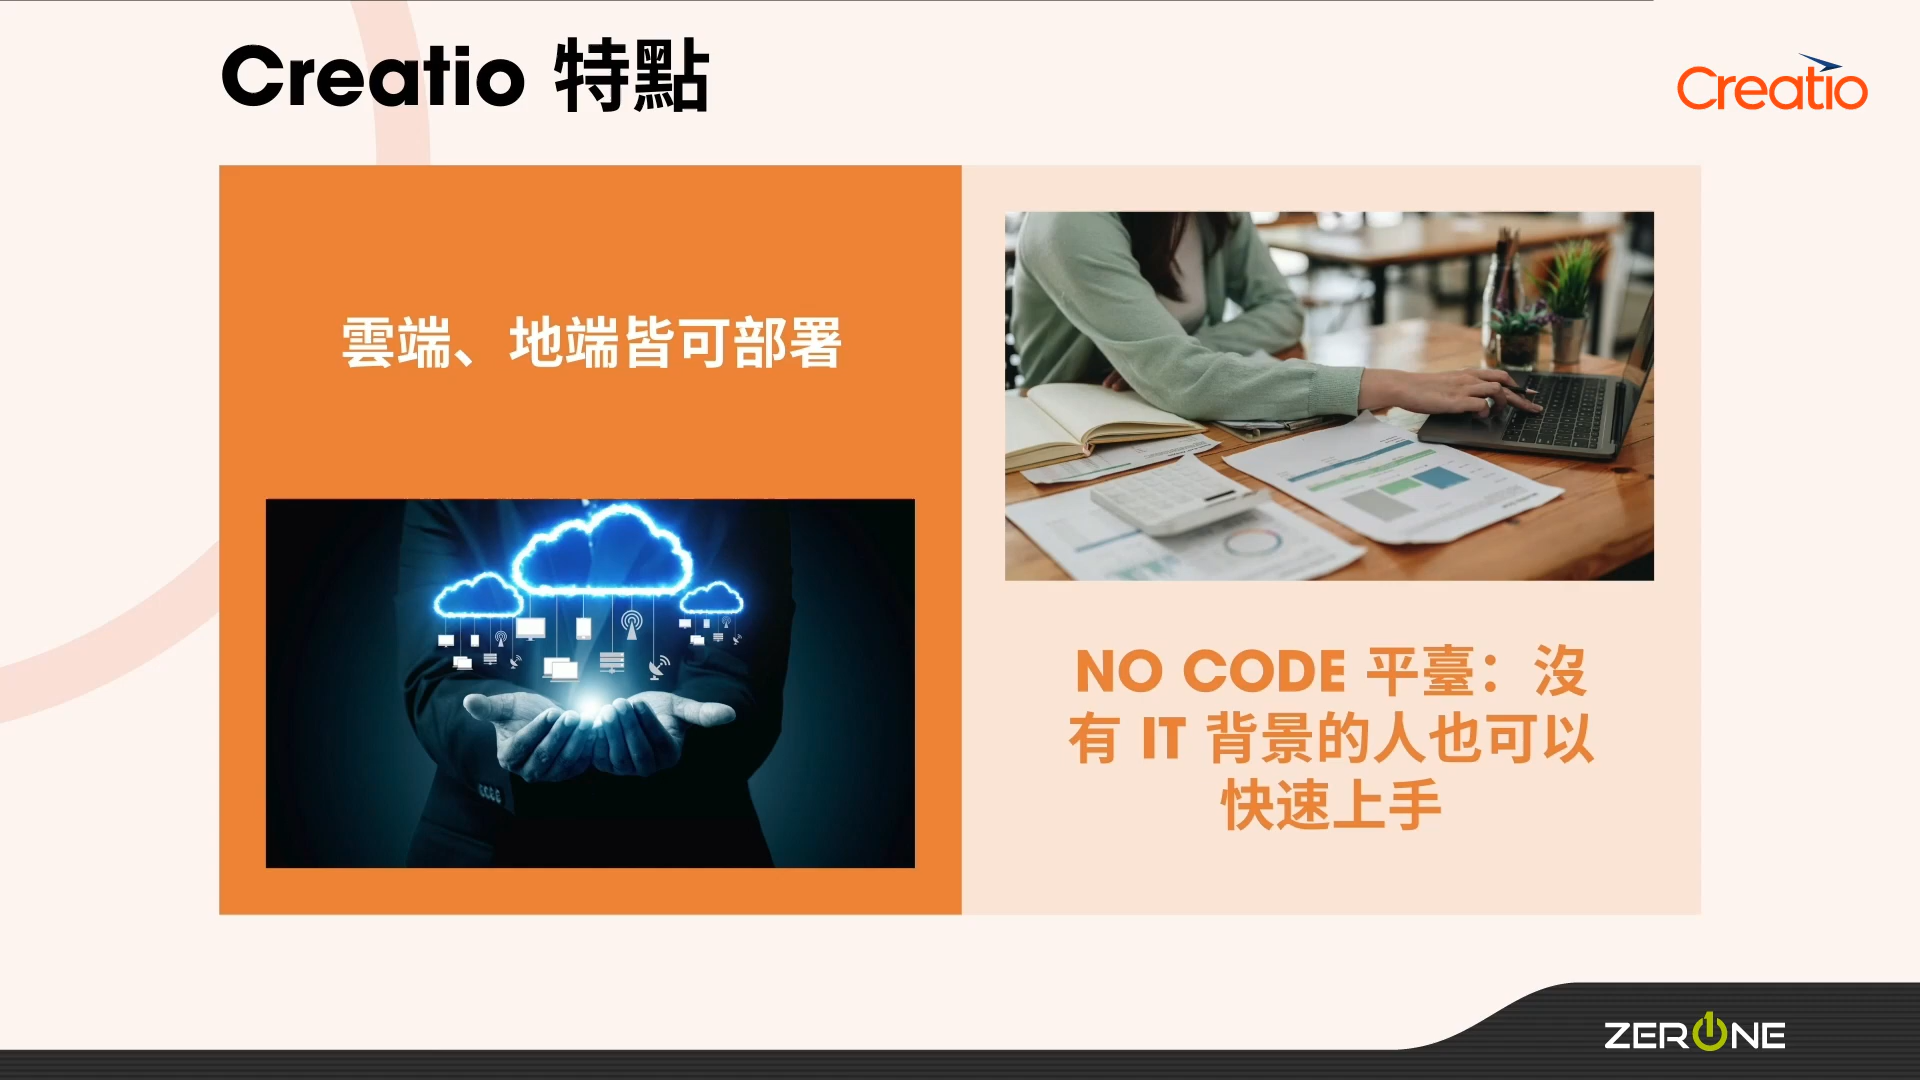 Creatio 特點
Creatio
雲端、地端皆可部署
NO CODE 平臺：沒
有 IT 背景的人也可以
快速上手
ZERONE